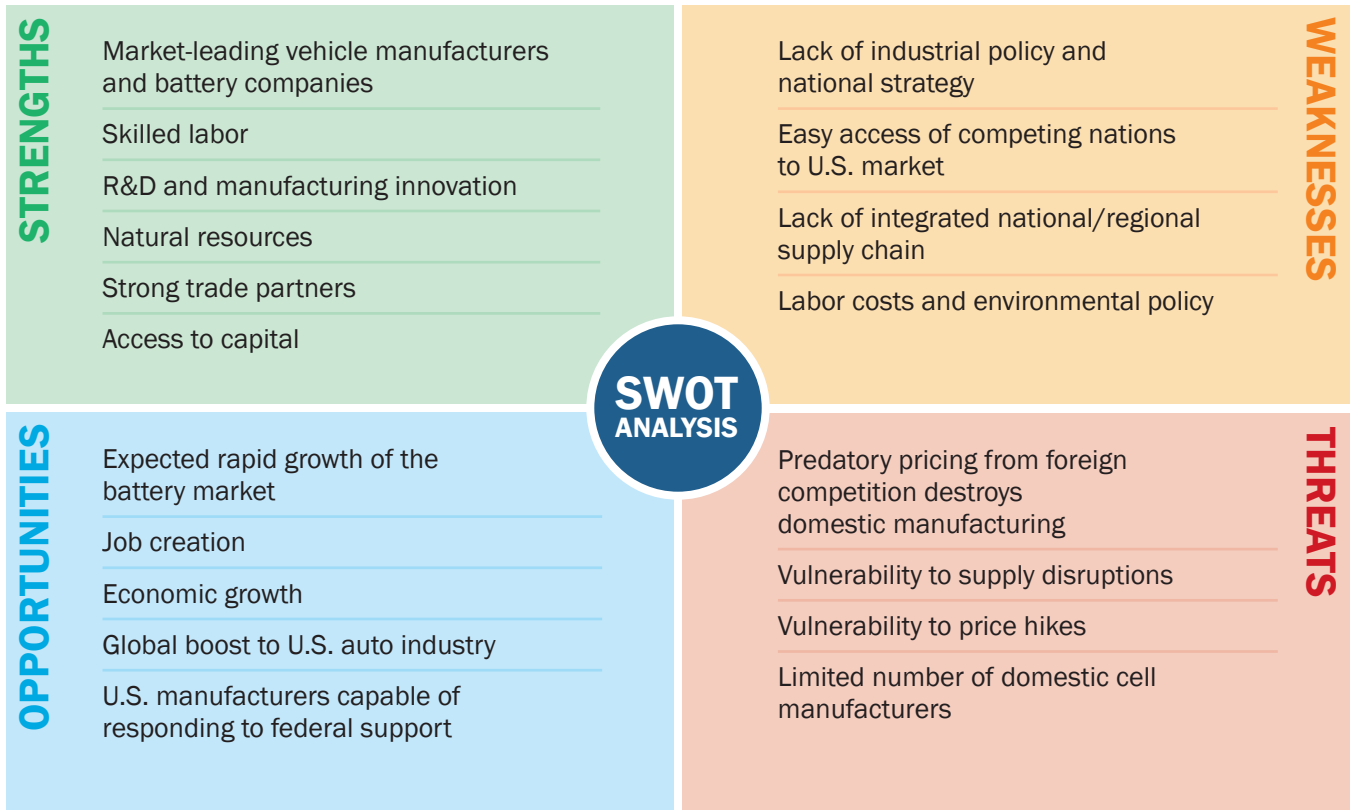 STRENGTHS
Market-leading vehicle manufacturers
and battery companies
Skilled labor
R&D and manufacturing innovation
Natural resources
Strong trade partners
Access to capital
WEAKNESSES
Lack of industrial policy and
national strategy
Easy access of competing nations
to U.S. market
Lack of integrated national/regional
supply chain
Labor costs and environmental policy
SWOT
ANALYSIS
OPPORTUNITIES
Expected rapid growth of the
battery market
Job creation
Economic growth
Global boost to U.S. auto industry
U.S. manufacturers capable of
responding to federal support
THREATS
Predatory pricing from foreign
competition destroys
domestic manufacturing
Vulnerability to supply disruptions
Vulnerability to price hikes
Limited number of domestic cell
manufacturers